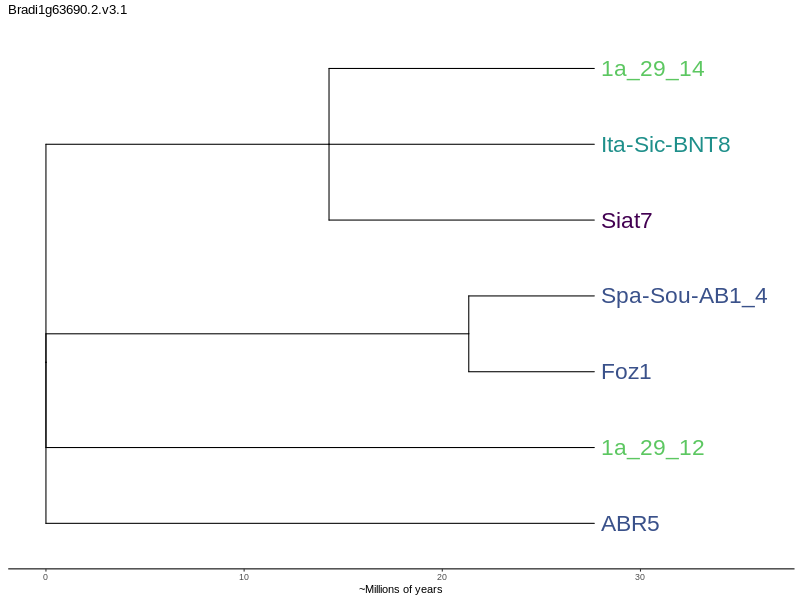 Bradi1g63690.2.v3.1
1a_29_14
Ita-Sic-BNT8
Siat7
Spa-Sou-AB1_4
Foz1
1a_29_12
ABR5
0 10 20 30
~Millions of years